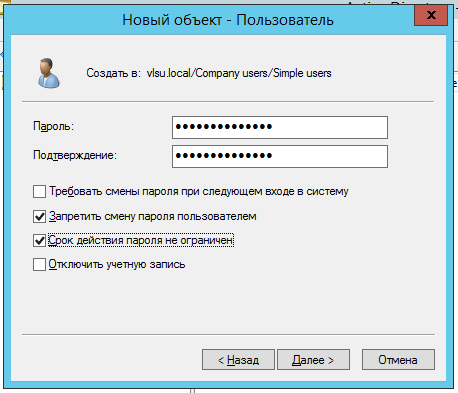 Новый объект - Пользователь
x
Создать в: vlsu.local/Company users/Simple users
Пароль: ●●●●●●●●●●●●●●
Подтверждение: ●●●●●●●●●●●●●●
Требовать смены пароля при следующем входе в систему
Запретить смену пароля пользователем
Срок действия пароля не ограничен
Отключить учетную запись
< Назад Далее > Отмена